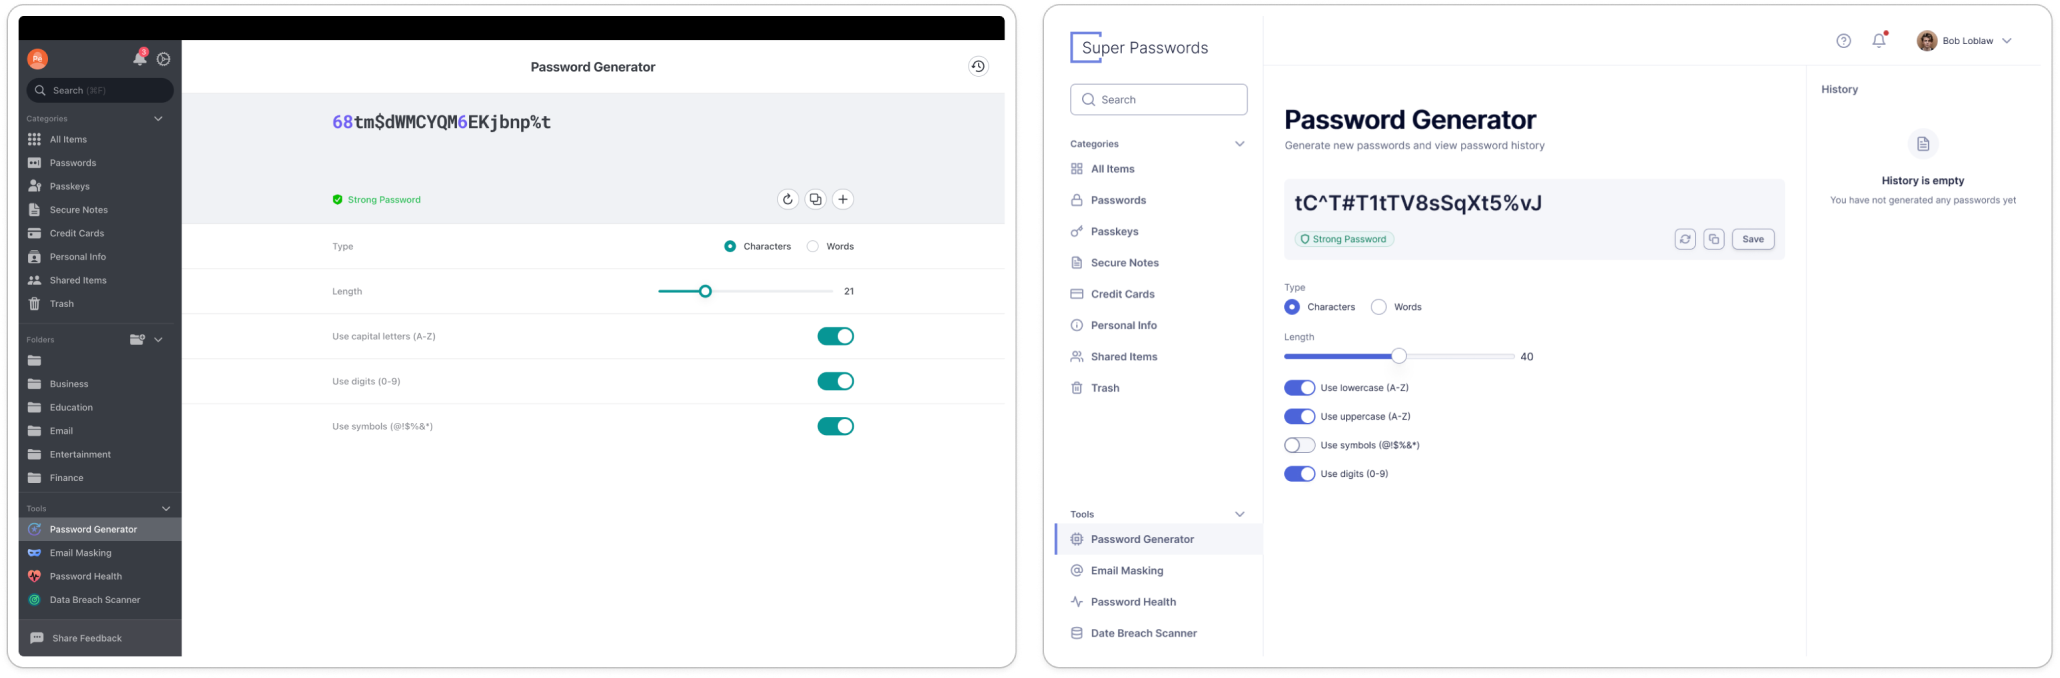 3
Search (⌘F)
Categories
All Items
Passwords
Passkeys
Secure Notes
Credit Cards
Personal Info
Shared Items
Trash
Folders
Business
Education
Email
Entertainment
Finance
Tools
Password Generator
Email Masking
Password Health
Data Breach Scanner
Share Feedback
Password Generator
68tm$dWMCYQM6EKjbnp%t
Strong Password
Type
Characters Words
Length
21
Use capital letters (A-Z)
Use digits (0-9)
Use symbols (@!$%&*)
Super Passwords
Search
Categories
All Items
Passwords
Passkeys
Secure Notes
Credit Cards
Personal Info
Shared Items
Trash
Tools
Password Generator
Email Masking
Password Health
Date Breach Scanner
Bob Loblaw
Password Generator
Generate new passwords and view password history
tC^T#T1tTV8sSqXt5%vJ
Strong Password
Save
Type
Characters Words
Length
40
Use lowercase (A-Z)
Use uppercase (A-Z)
Use symbols (@!$%&*)
Use digits (0-9)
History
History is empty
You have not generated any passwords yet